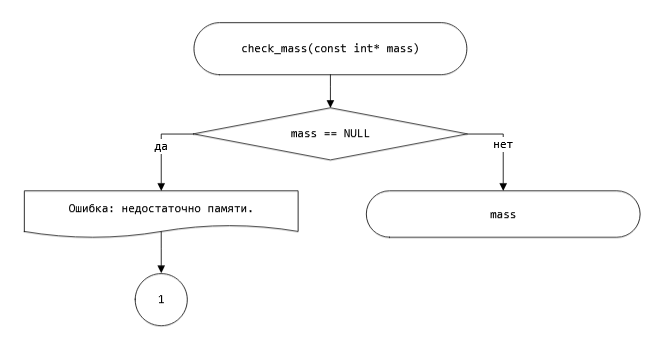 check_mass(const int* mass)
mass == NULL
да
нет
Ошибка: недостаточно памяти.
mass
1